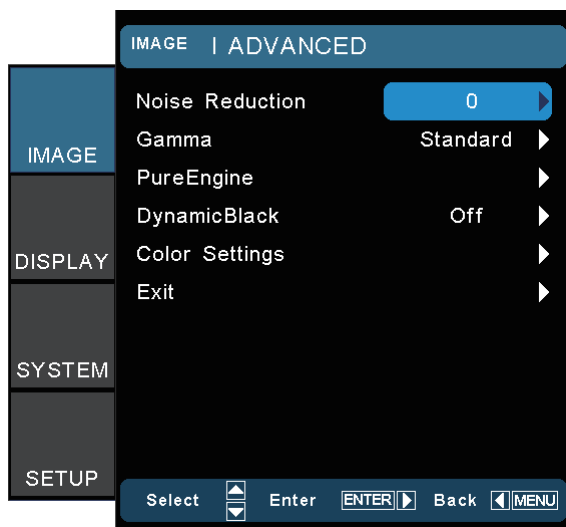 IMAGE | ADVANCED
Noise Reduction 0
Gamma Standard
PureEngine
DynamicBlack Off
Color Settings
Exit
IMAGE
DISPLAY
SYSTEM
SETUP
Select Enter ENTER Back MENU